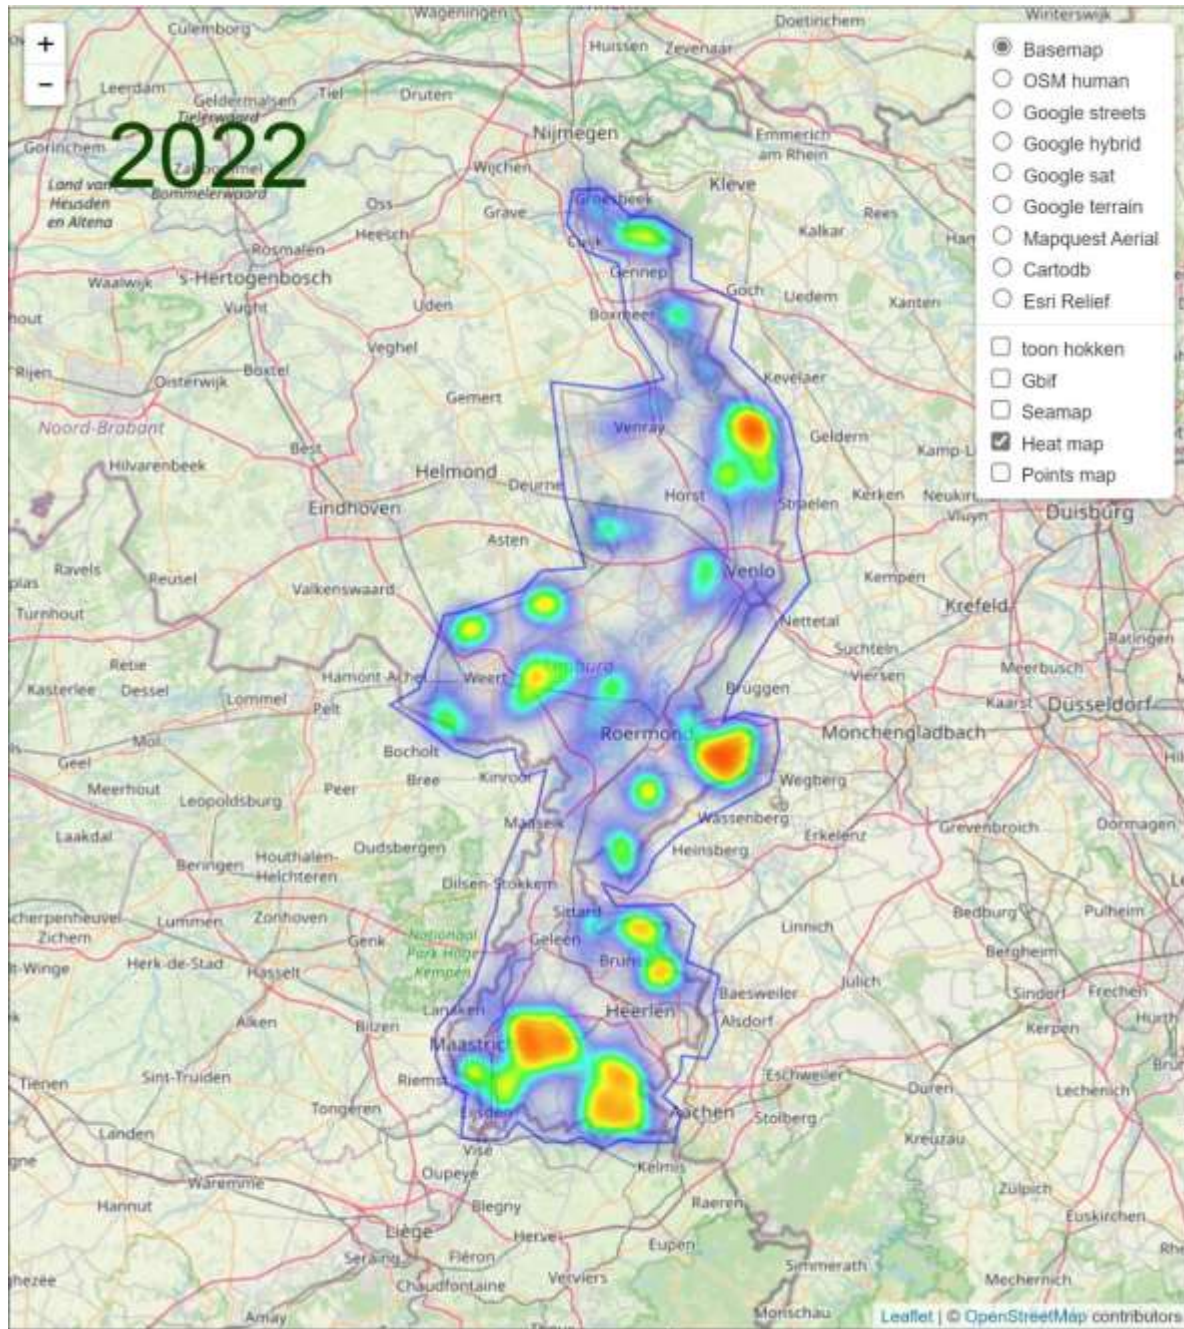 Wageningen
Doetinchem
Winterswijk
Culemborg
Huissen
Zevenaar
+
−
Leerdam
Geldermalsen
Tiel
Druten
Tielerwaard
2022
Nijmegen
Emmerich
am Rhein
Gorinchem
Wijchen
Land van
Heusden
en Altena
Bommelerwaard
Kleve
Groesbeek
Oss
Grave
Rees
Heesch
Cuijk
Kalkar
Rosmalen
's-Hertogenbosch
Gennep
Waalwijk
Goch
Uedem
Xanten
Vught
Uden
Boxmeer
Veghel
Rijen
Boxtel
Oisterwijk
Kevelaer
Gemert
Noord-Brabant
Venray
Geldern
Best
Hilvarenbeek
Helmond
Deurne
Horst
Straelen
Kerken
Eindhoven
Vluyn
Duisburg
Asten
Ravels
Reusel
Valkenswaard
Venlo
Kempen
Turnhout
Krefeld
Nettetal
Ratingen
Suchteln
Retie
Meerbusch
Hamont-Achel
Weert
Viersen
Kasterlee
Dessel
Lommel
Brüggen
Pelt
Kaarst
Düsseldorf
Mol
Roermond
Mönchengladbach
Bocholt
Geel
Bree
Kinrooi
Wegberg
Meerhout
Peer
Leopoldsburg
Maaseik
Wassenberg
Laakdal
Erkelenz
Grevenbroich
Dormagen
Oudsbergen
Heinsberg
Beringen
Houthalen-
Helchteren
Dilsen-Stokkem
Scherpenheuvel
Zichem
Lummen
Zonhoven
Sittard
Bedburg
Pulheim
Linnich
Genk
Nationaal
Park Hoge
Kempen
Geleen
Bergheim
Herk-de-Stad
Hasselt
Jülich
Baesweiler
Sindorf
Frechen
Lanaken
Heerlen
Alken
Bilzen
Alsdorf
Kerpen
Hürth
Sint-Truiden
Riemst
Eschweiler
Tienen
Düren
Lechenich
Tongeren
Eijsden
Aachen
Stolberg
Landen
Visé
Kreuzau
Oupeye
Kelmis
Waremme
Zülpich
Hannut
Blegny
Raeren
Euskirchen
Liège
Herve
Eupen
Seraing
Fléron
Simmerath
Chaudfontaine
Verviers
Mechernich
Amay
Monschau
Basemap
OSM human
Google streets
Google hybrid
Google sat
Google terrain
Mapquest Aerial
Cartodb
Esri Relief
toon hokken
Gbif
Seamap
Heat map
Points map
Leaflet | © OpenStreetMap contributors